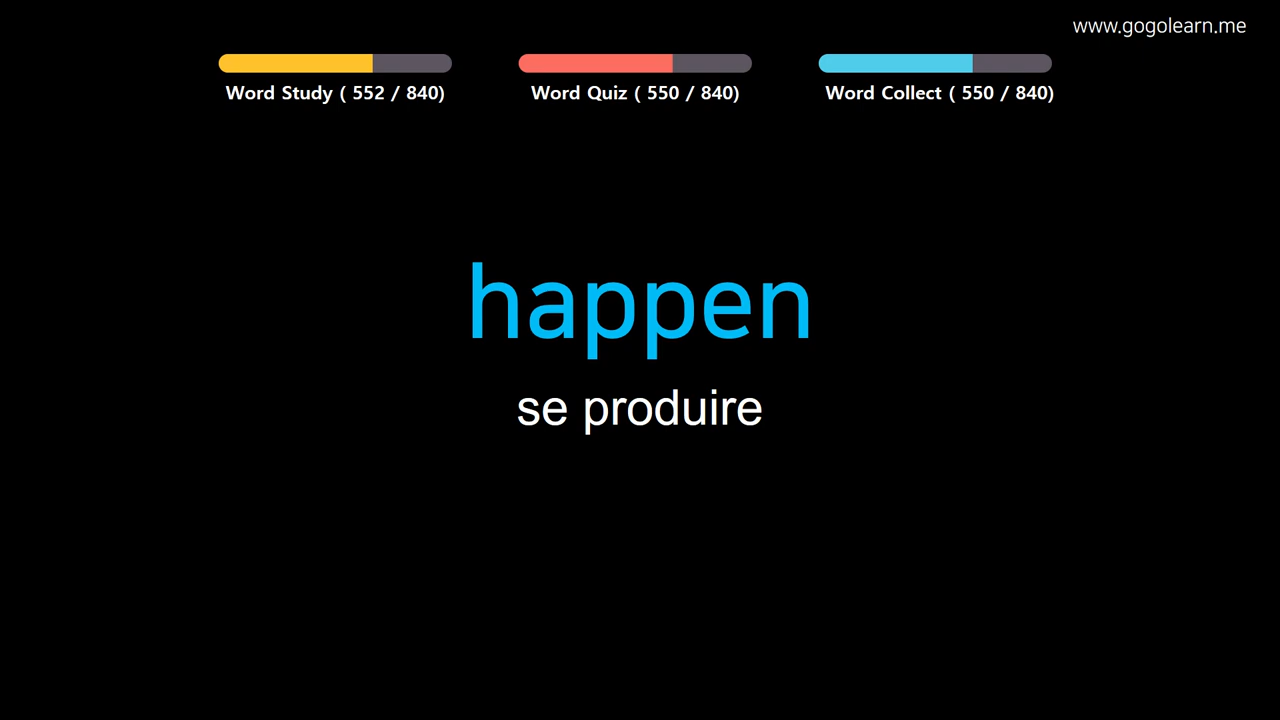 www.gogolearn.me
Word Study ( 552 / 840)
Word Quiz ( 550 / 840)
Word Collect ( 550 / 840)
happen
se produire